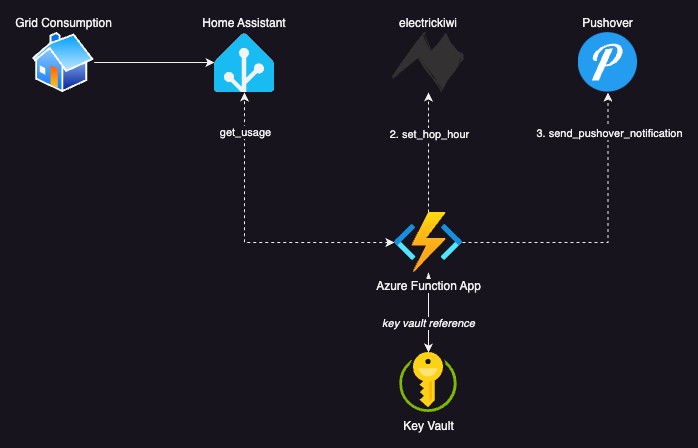 Grid Consumption
Home Assistant
electrickiwi
Pushover
get_usage
2. set_hop_hour
3. send_pushover_notification
Azure Function App
key vault reference
Key Vault